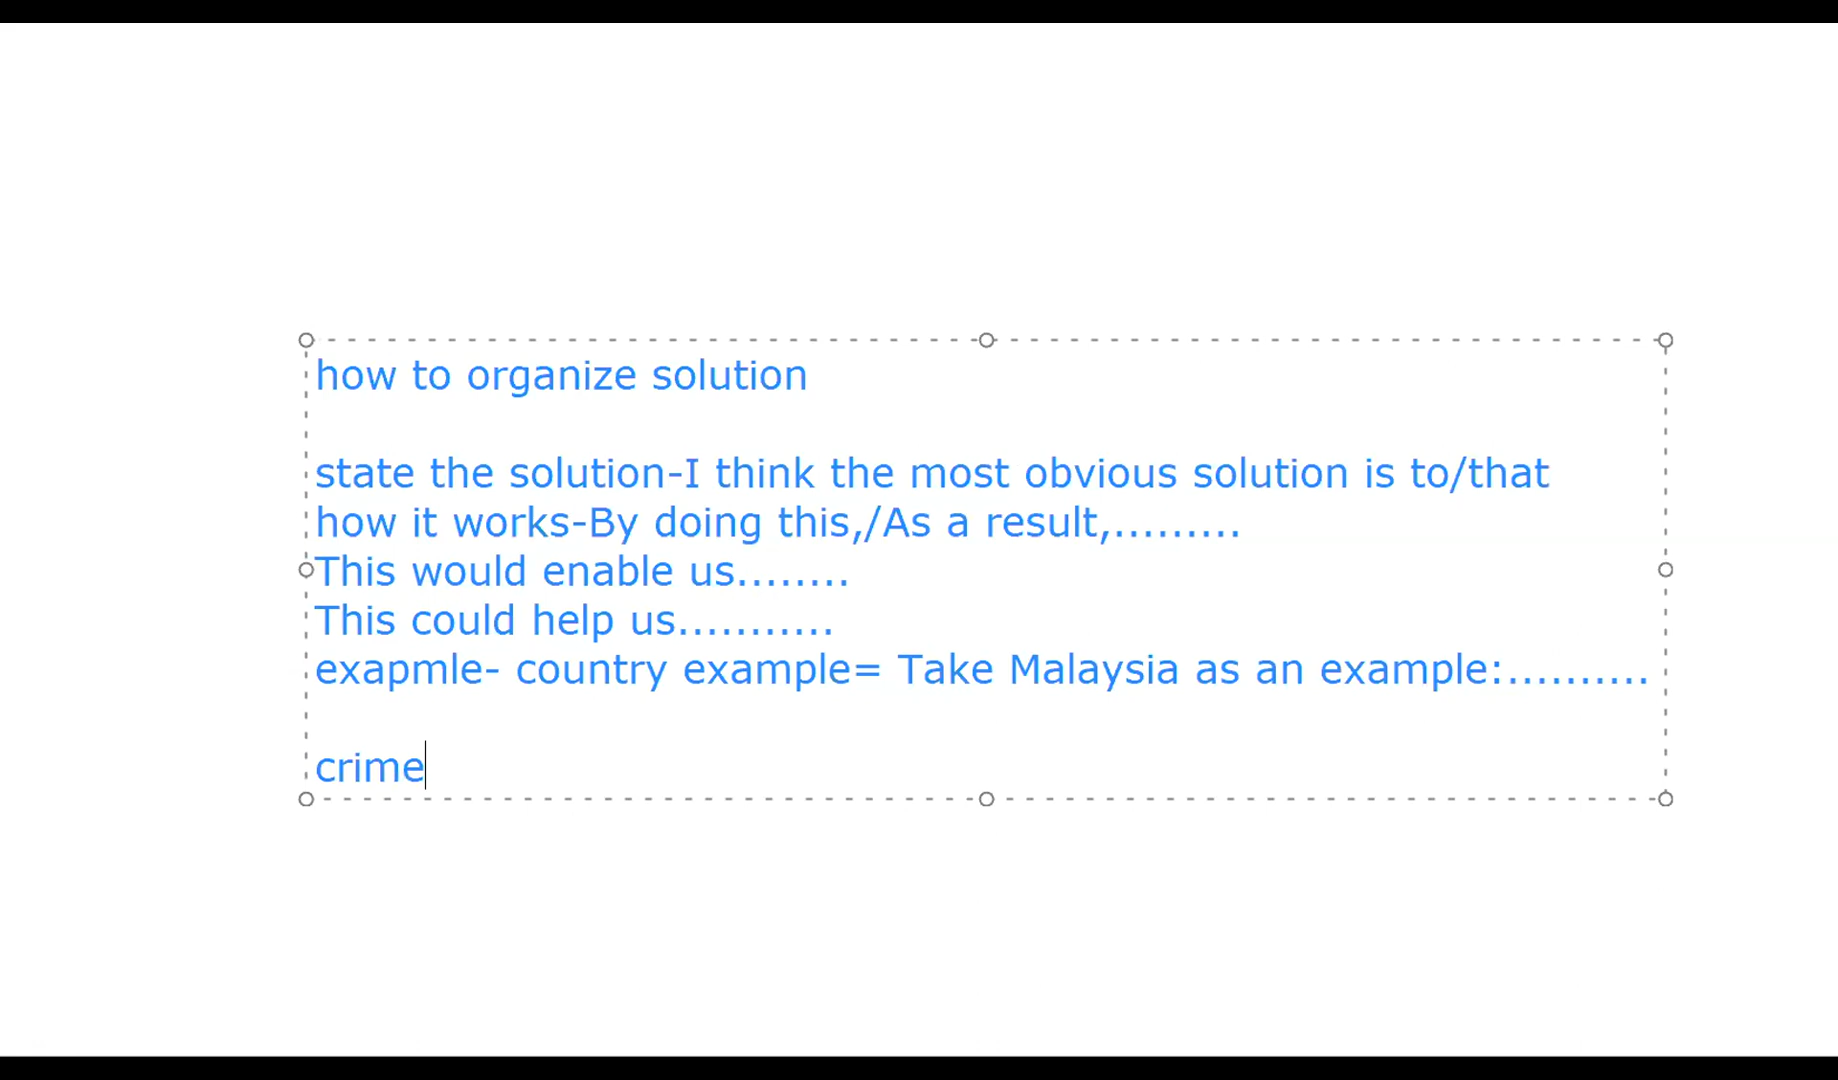 how to organize solution
state the solution-I think the most obvious solution is to/that
how it works-By doing this,/As a result,.........
This would enable us........
This could help us...........
exapmle- country example= Take Malaysia as an example:..........
crime